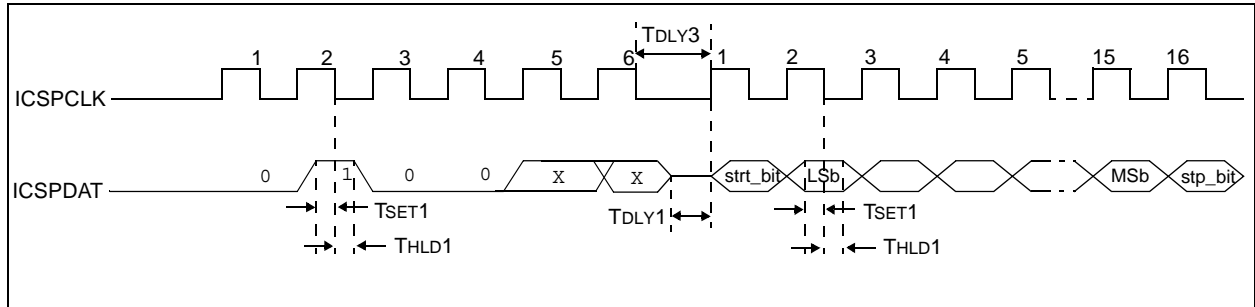 TDLY3
1 2 3 4 5 6 1 2 3 4 5 15 16
ICSPCLK
ICSPDAT
0 1 0 0 X X strt_bit LSb MSb stp_bit
TSET1 TDLY1 TSET1
THLD1 THLD1